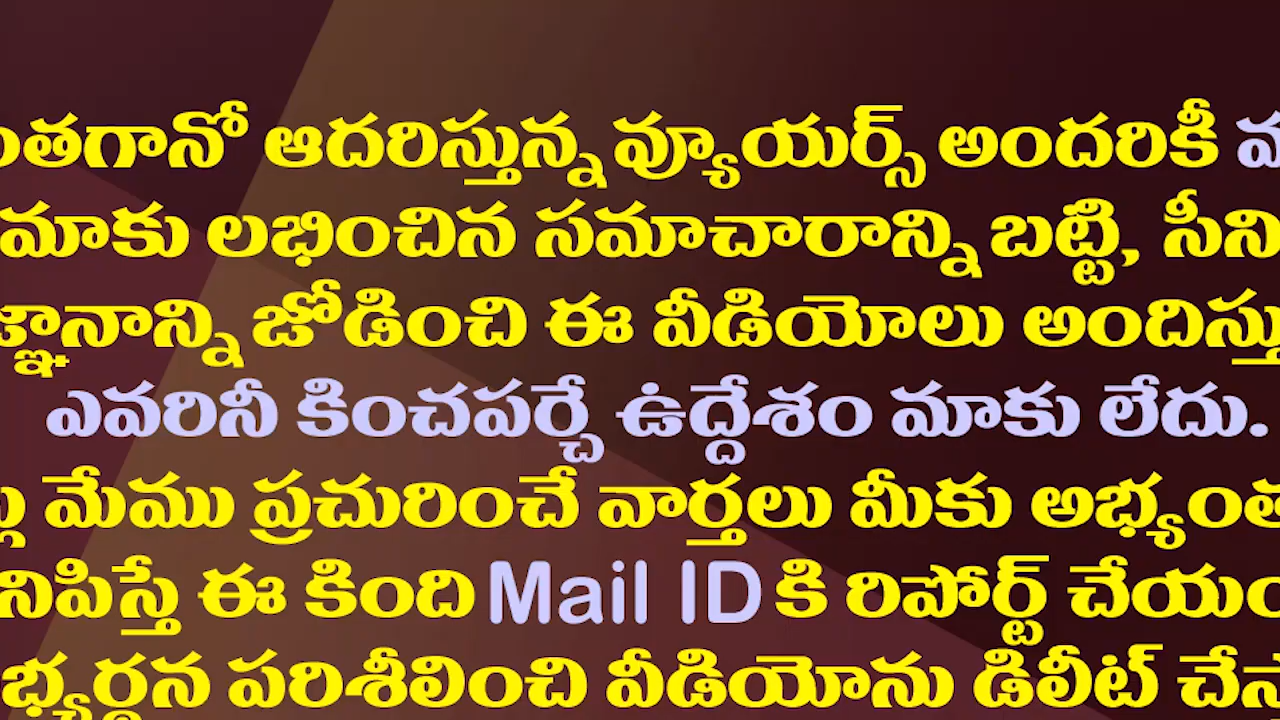 ఆదరిస్తున్న వ్యూయర్స్ అందరికీ
మాకు లభించిన సమాచారాన్ని బట్టి,
జోడించి ఈ వీడియోలు
ఎవరినీ కించపర్చే ఉద్దేశం మాకు లేదు.
మేము ప్రచురించే వార్తలు మీకు
ఈ కింది Mail ID కి రిపోర్ట్
పరిశీలించి వీడియోను డిలీట్